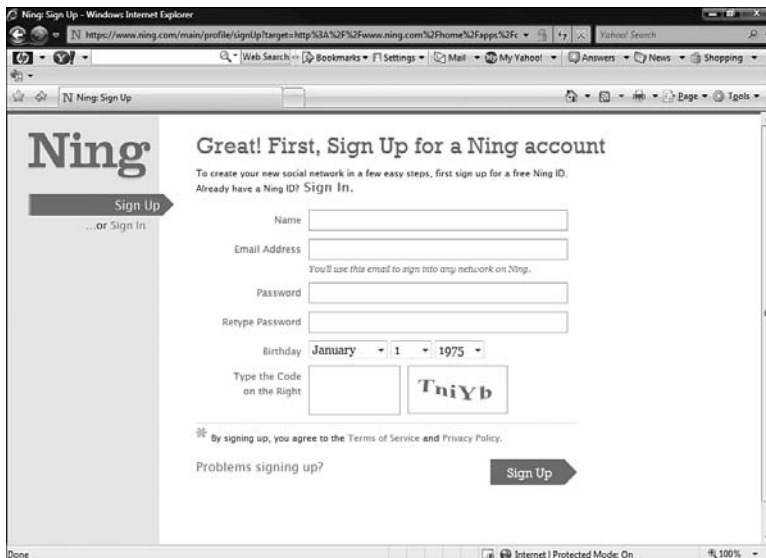 Ning: Sign Up - Windows Internet Explorer
https://www.ning.com/main/profile/signUp?target=http%3A%2F%2Fwww.ning.com%2Fhome%2Fapps%2Fc
Yahoo! Search
Web Search Bookmarks Settings Mail My Yahoo! Answers News Shopping
Ning: Sign Up
Page Tools
Ning
Sign Up
...or Sign In
Great! First, Sign Up for a Ning account
To create your new social network in a few easy steps, first sign up for a free Ning ID.
Already have a Ning ID? Sign In.
Name
Email Address
You'll use this email to sign into any network on Ning.
Password
Retype Password
Birthday January 1 1975
Type the Code
on the Right
TniYb
By signing up, you agree to the Terms of Service and Privacy Policy.
Problems signing up?
Sign Up
Done
Internet | Protected Mode: On
100%